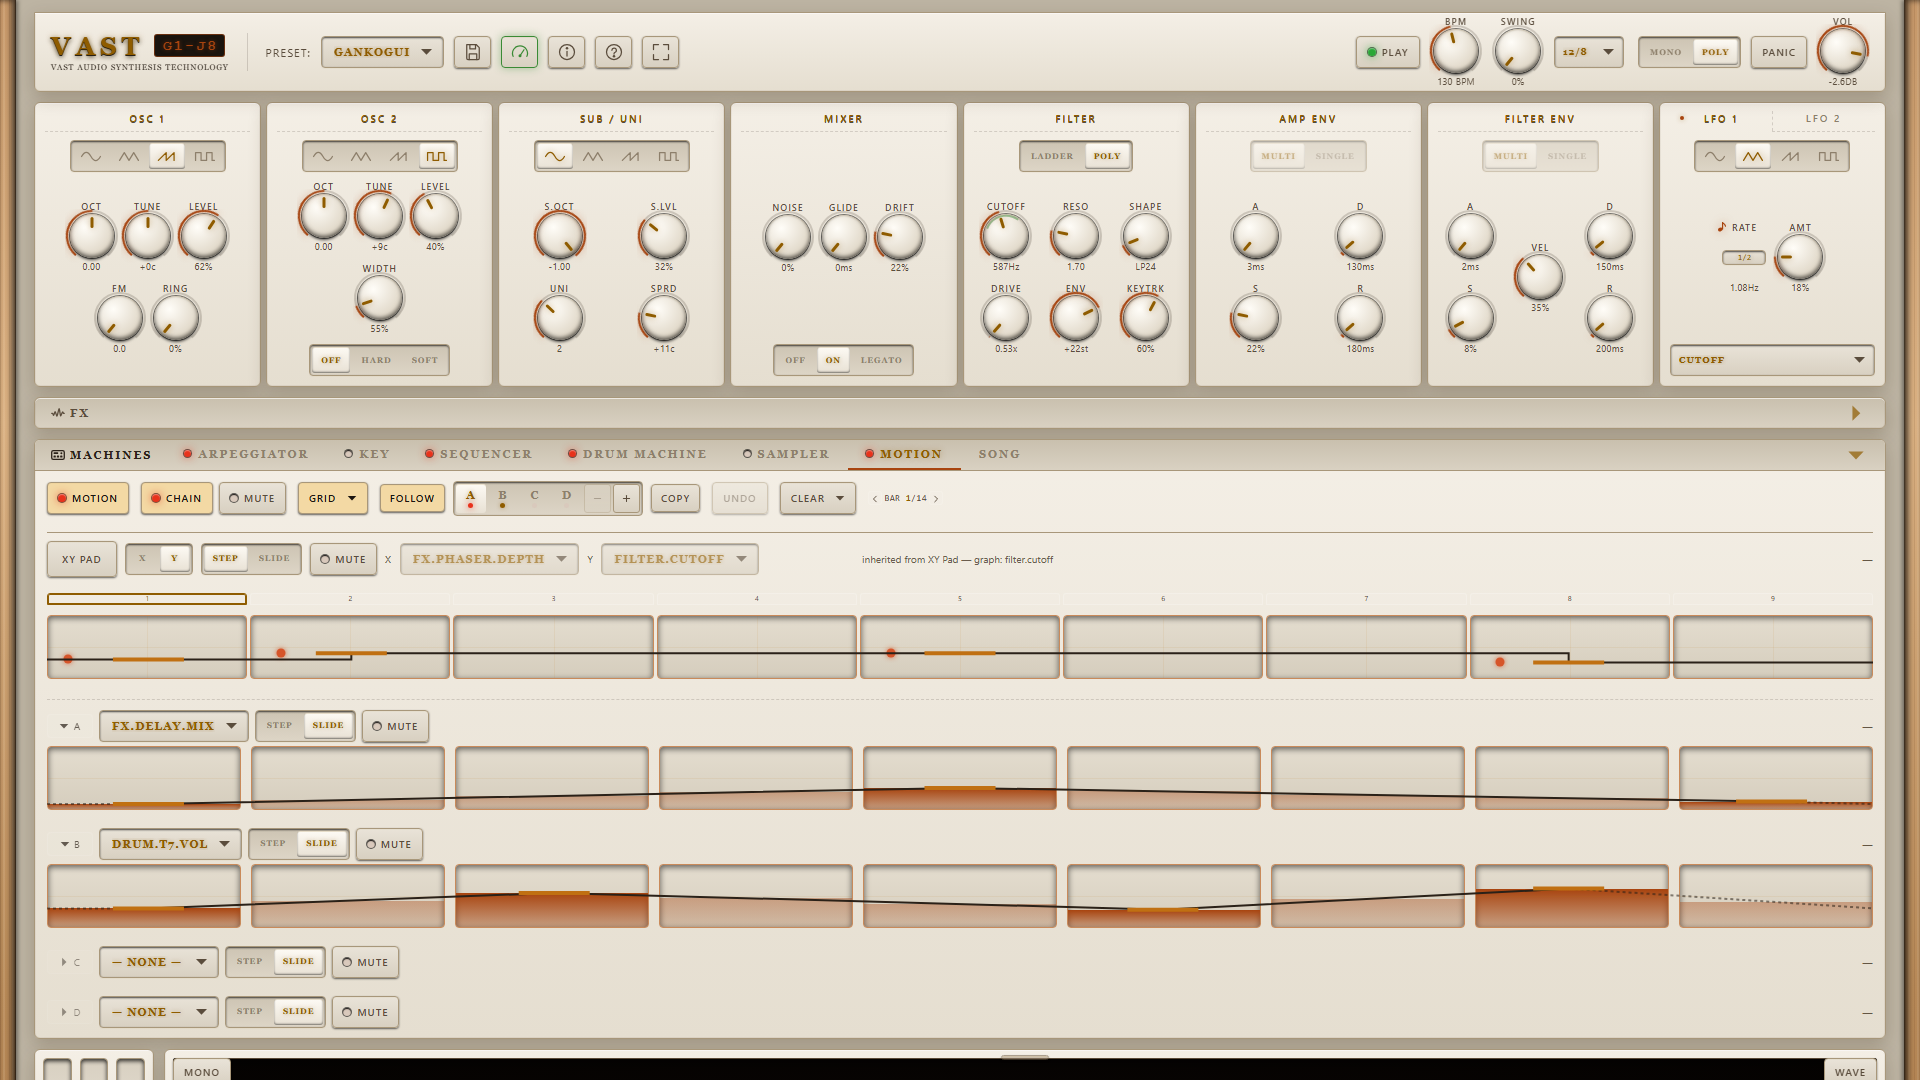 VAST G1-J8
VAST AUDIO SYNTHESIS TECHNOLOGY
PRESET: GANKOGUI
PLAY BPM 130 BPM SWING 0% 12/8 MONO POLY PANIC VOL -2.6DB
OSC 1 OSC 2 SUB / UNI MIXER FILTER AMP ENV FILTER ENV LFO 1 LFO 2
LADDER POLY MULTI SINGLE MULTI SINGLE
OCT TUNE LEVEL
0.00 +0c 62%
FM RING
0.0 0%
OCT TUNE LEVEL
0.00 +9c 40%
WIDTH
55%
OFF HARD SOFT
S.OCT S.LVL
-1.00 32%
UNI SPRD
2 +11c
NOISE GLIDE DRIFT
0% 0ms 22%
OFF ON LEGATO
CUTOFF RESO SHAPE
587Hz 1.70 LP24
DRIVE ENV KEYTRK
0.53x +22st 60%
A D
3ms 130ms
S R
22% 180ms
A D
2ms 150ms
VEL
35%
S R
8% 200ms
RATE AMT
1/2
1.08Hz 18%
CUTOFF
FX
MACHINES ARPEGGIATOR KEY SEQUENCER DRUM MACHINE SAMPLER MOTION SONG
MOTION CHAIN MUTE GRID FOLLOW A B C D − + COPY UNDO CLEAR < BAR 1/14 >
XY PAD X Y STEP SLIDE MUTE X FX.PHASER.DEPTH Y FILTER.CUTOFF inherited from XY Pad — graph: filter.cutoff —
1 2 3 4 5 6 7 8 9
A FX.DELAY.MIX STEP SLIDE MUTE —
B DRUM.T7.VOL STEP SLIDE MUTE —
C — NONE — STEP SLIDE MUTE —
D — NONE — STEP SLIDE MUTE —
MONO WAVE